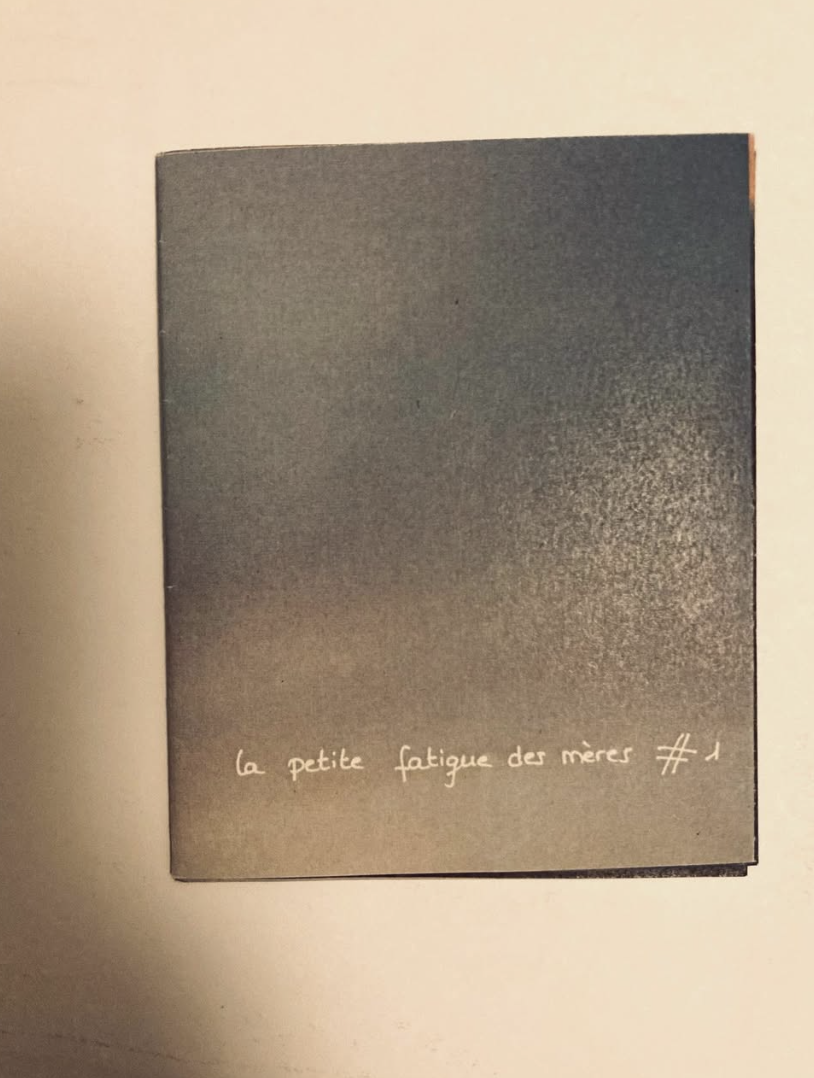 la petite fatigue des mères #1